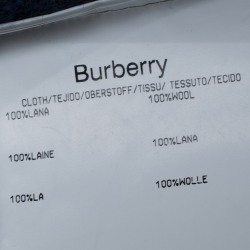 Burberry
CLOTH/TEJIDO/OBERSTOFF/TISSU/ TESSUTO/TECIDO
100%LANA 100%WOOL
100%LAINE 100%LANA
100%LA 100%WOLLE